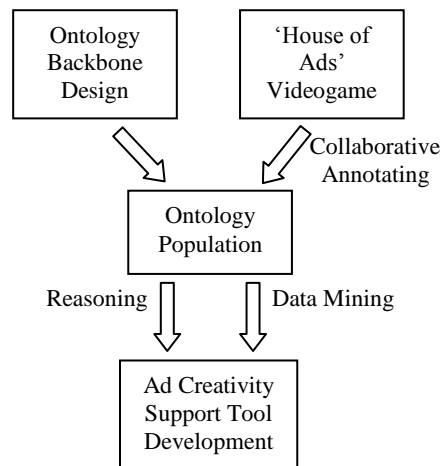 Ontology
Backbone
Design
‘House of
Ads’
Videogame
Collaborative
Annotating
Ontology
Population
Reasoning
Data Mining
Ad Creativity
Support Tool
Development